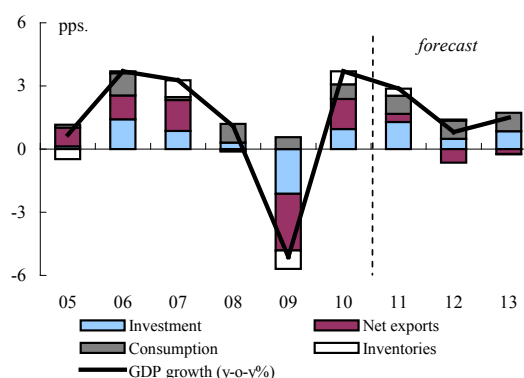 6
pps.
forecast
3
0
-3
-6
05 06 07 08 09 10 11 12 13
Investment Net exports
Consumption Inventories
GDP growth (y-o-y%)